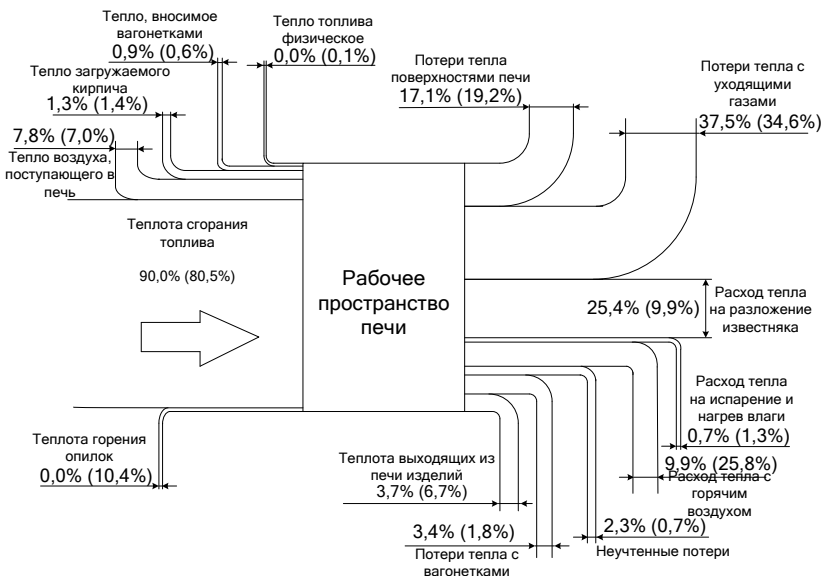 Тепло, вносимое
вагонетками
0,9% (0,6%)
Тепло топлива
физическое
0,0% (0,1%)
Тепло загружаемого
кирпича
1,3% (1,4%)
7,8% (7,0%)
Тепло воздуха,
поступающего в
печь
Потери тепла
поверхностями печи
17,1% (19,2%)
Потери тепла с
уходящими
газами
37,5% (34,6%)
Теплота сгорания
топлива
90,0% (80,5%)
Рабочее
пространство
печи
25,4% (9,9%)
Расход тепла
на разложение
известняка
Расход тепла
на испарение и
нагрев влаги
0,7% (1,3%)
9,9% (25,8%)
Расход тепла с
горячим
воздухом
Теплота горения
опилок
0,0% (10,4%)
Теплота выходящих из
печи изделий
3,7% (6,7%)
3,4% (1,8%)
Потери тепла с
вагонетками
2,3% (0,7%)
Неучтенные потери